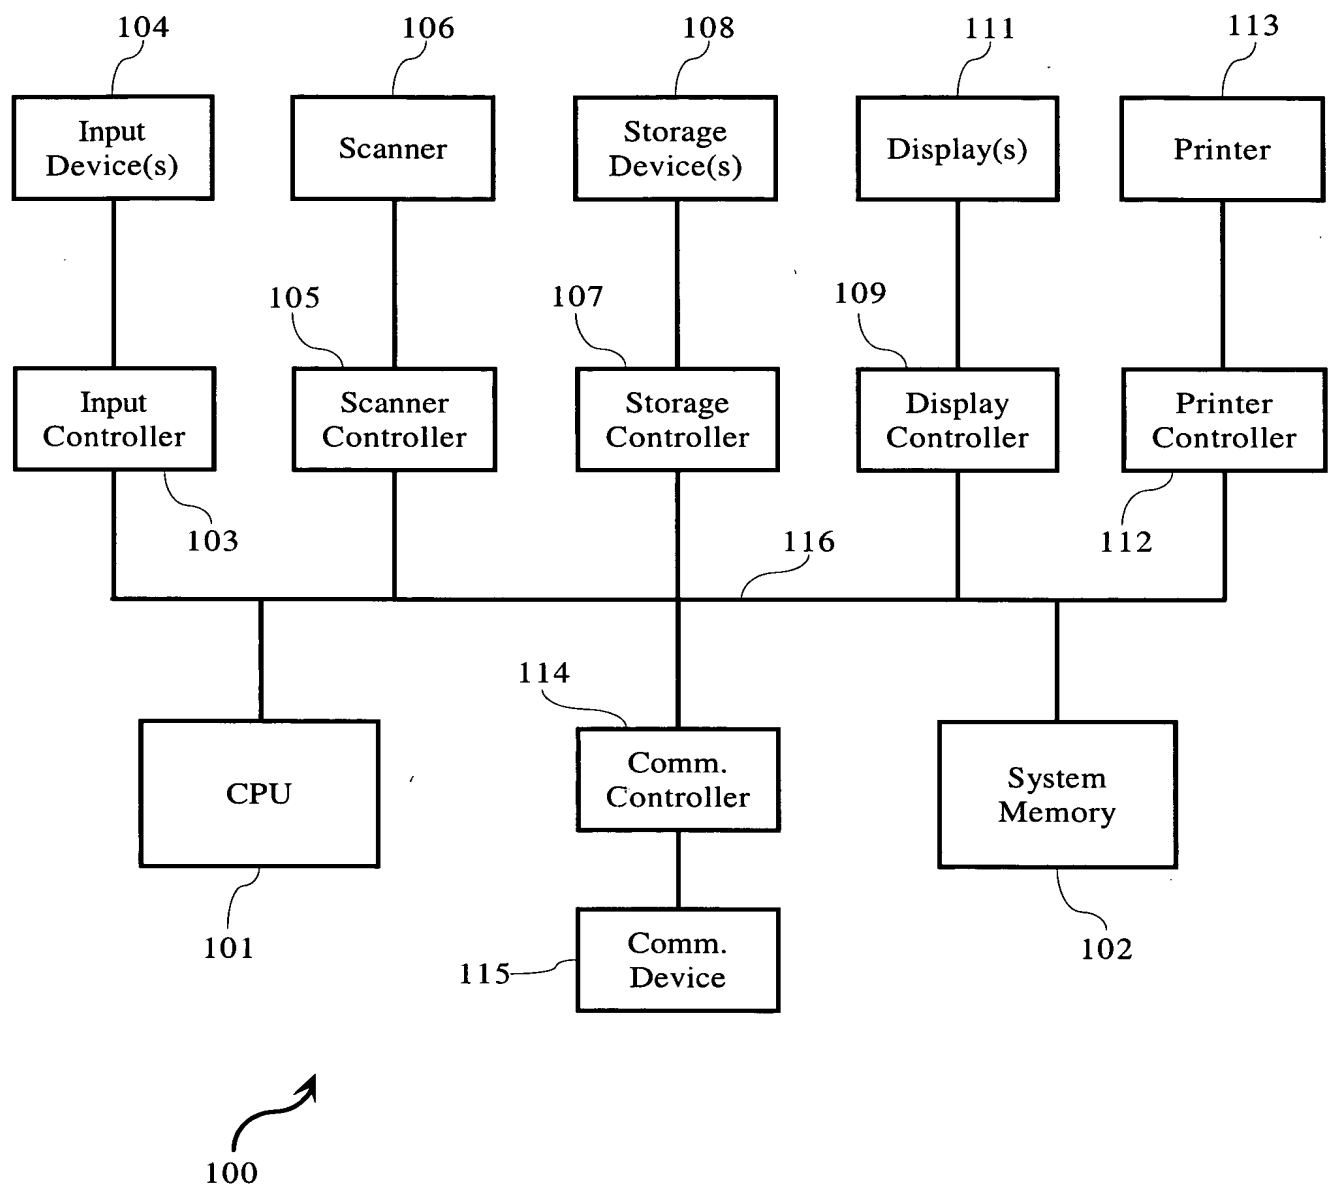 104
106
108
111
113
Input
Device(s)
Scanner
Storage
Device(s)
Display(s)
Printer
105
107
109
Input
Controller
Scanner
Controller
Storage
Controller
Display
Controller
Printer
Controller
103
116
112
114
CPU
Comm.
Controller
System
Memory
101
115
Comm.
Device
102
100